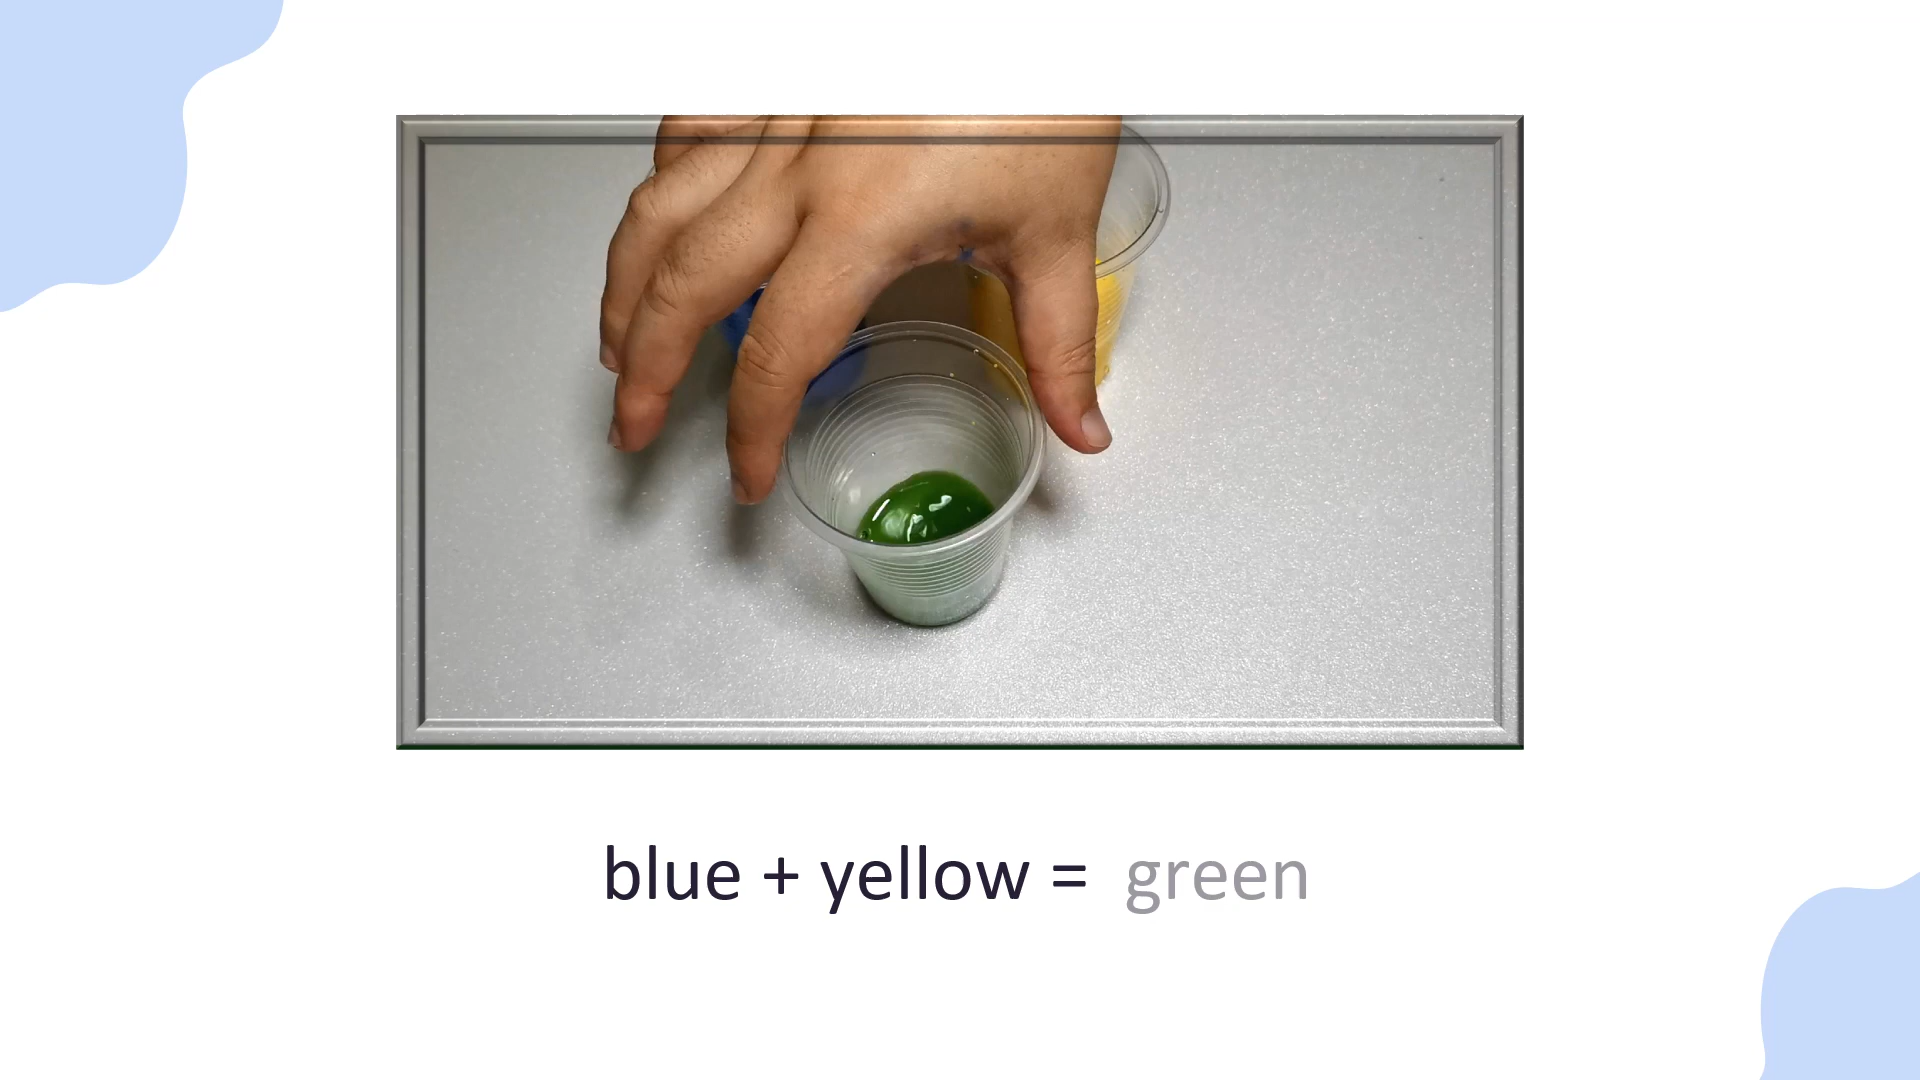 blue + yellow = green